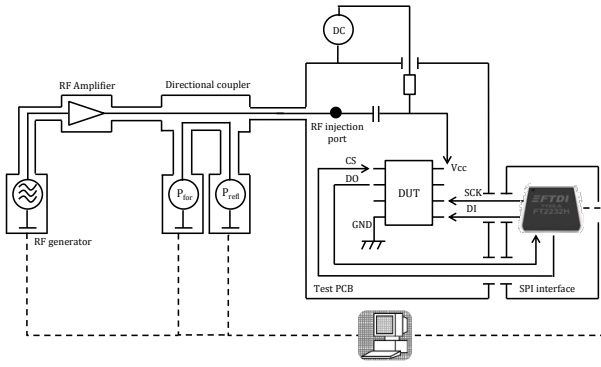 DC
RF Amplifier
Directional coupler
RF injection
port
Vcc
CS
DO
DUT
SCK
DI
FTDI
FT2232H
P for
P refl
GND
RF generator
Test PCB
SPI interface